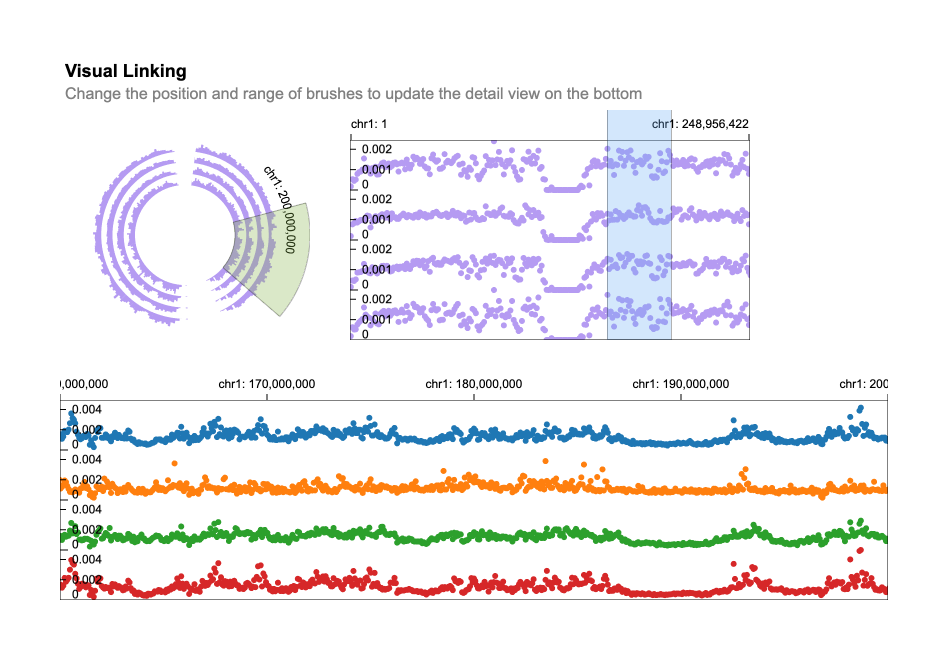 Visual Linking
Change the position and range of brushes to update the detail view on the bottom
chr1: 200,000,000
chr1: 1
chr1: 248,956,422
0.002
0.001
0
0.002
0.001
0
0.002
0.001
0
0.002
0.001
0
),000,000
chr1: 170,000,000
chr1: 180,000,000
chr1: 190,000,000
chr1: 200
0.004
0.002
0
0.004
0.002
0
0.004
0.002
0
0.004
0.002
0